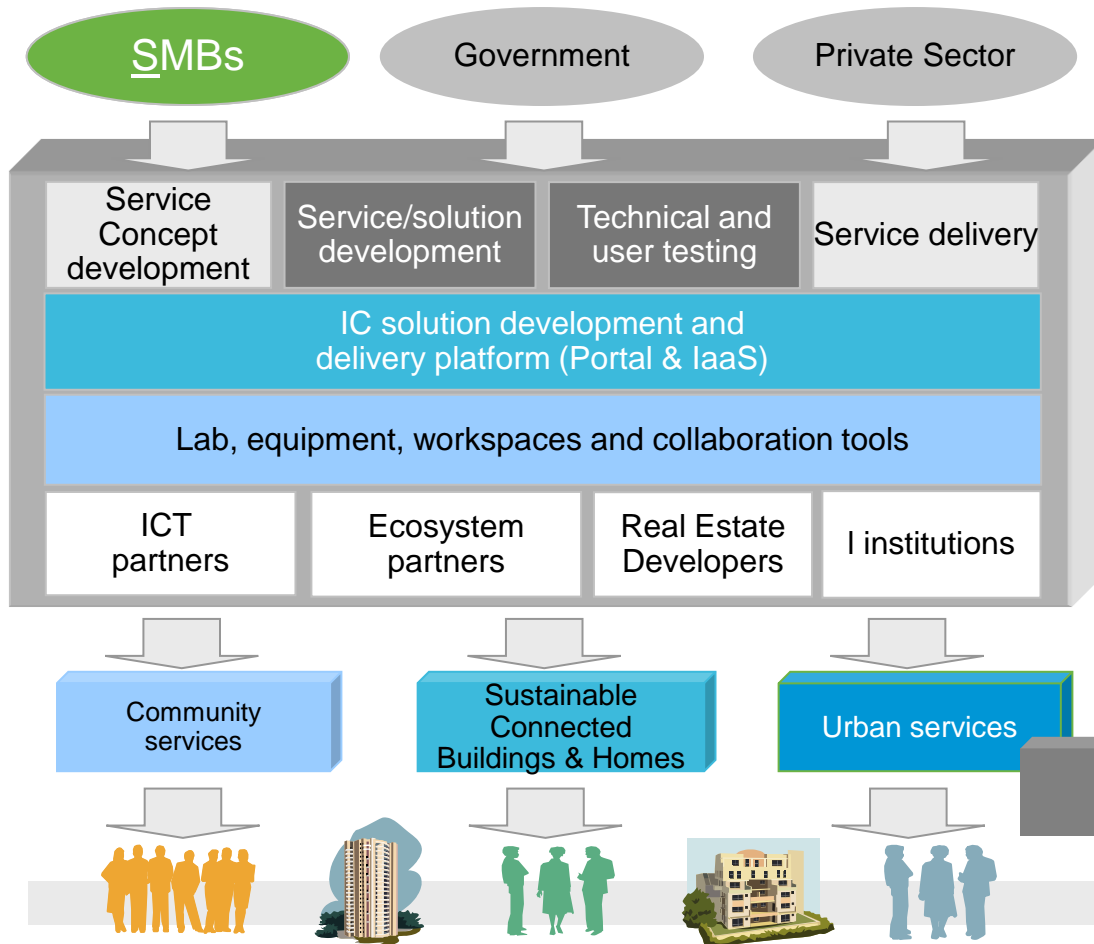 SMBs
Government
Private Sector
Service
Concept
development
Service/solution
development
Technical and
user testing
Service delivery
IC solution development and
delivery platform (Portal & IaaS)
Lab, equipment, workspaces and collaboration tools
ICT
partners
Ecosystem
partners
Real Estate
Developers
I institutions
Community
services
Sustainable
Connected
Buildings & Homes
Urban services